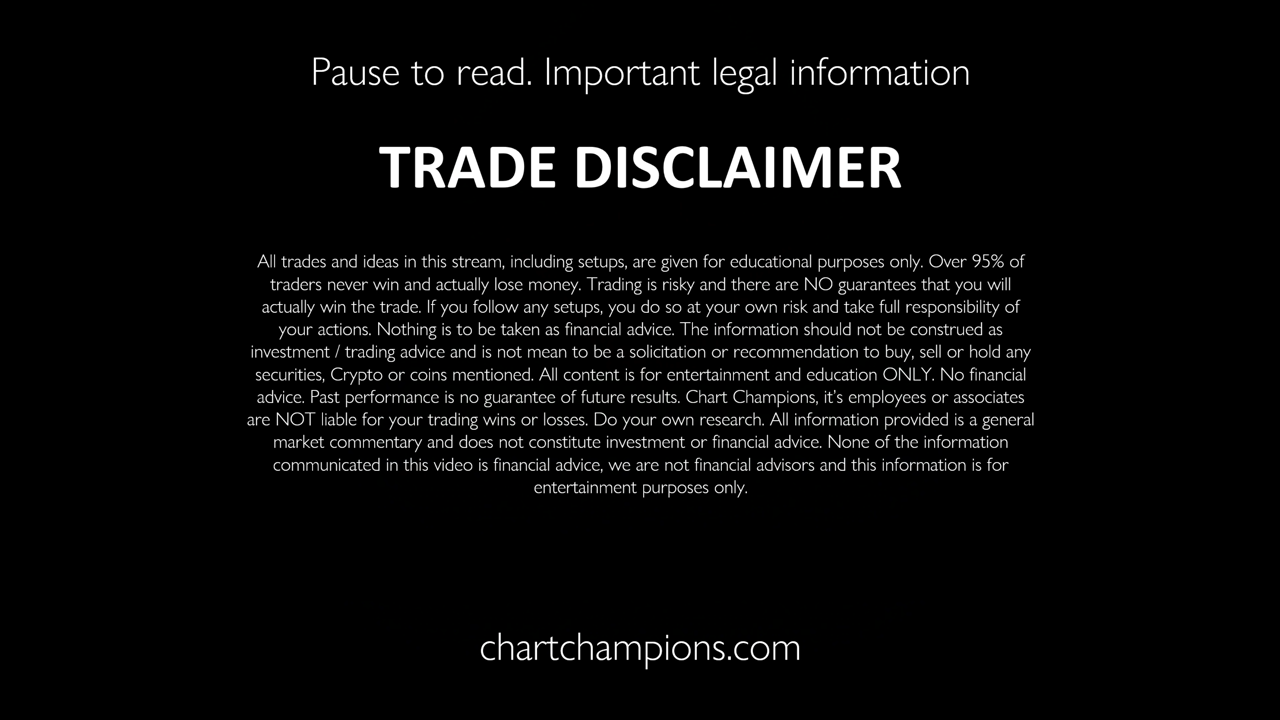 Pause to read. Important legal information
TRADE DISCLAIMER
All trades and ideas in this stream, including setups, are given for educational purposes only. Over 95% of
traders never win and actually lose money. Trading is risky and there are NO guarantees that you will
actually win the trade. If you follow any setups, you do so at your own risk and take full responsibility of
your actions. Nothing is to be taken as financial advice. The information should not be construed as
investment / trading advice and is not mean to be a solicitation or recommendation to buy, sell or hold any
securities, Crypto or coins mentioned. All content is for entertainment and education ONLY. No financial
advice. Past performance is no guarantee of future results. Chart Champions, it's employees or associates
are NOT liable for your trading wins or losses. Do your own research. All information provided is a general
market commentary and does not constitute investment or financial advice. None of the information
communicated in this video is financial advice, we are not financial advisors and this information is for
entertainment purposes only.
chartchampions.com